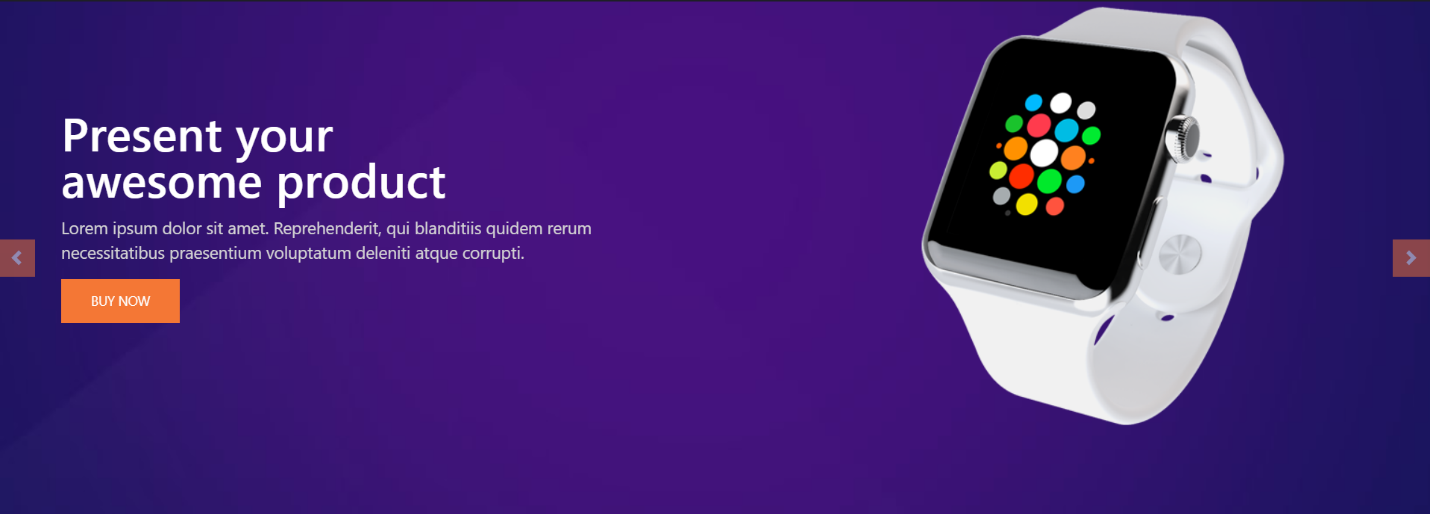 Present your
awesome product
Lorem ipsum dolor sit amet. Reprehenderit, qui blanditiis quidem rerum
necessitatibus praesentium voluptatum deleniti atque corrupti.
BUY NOW